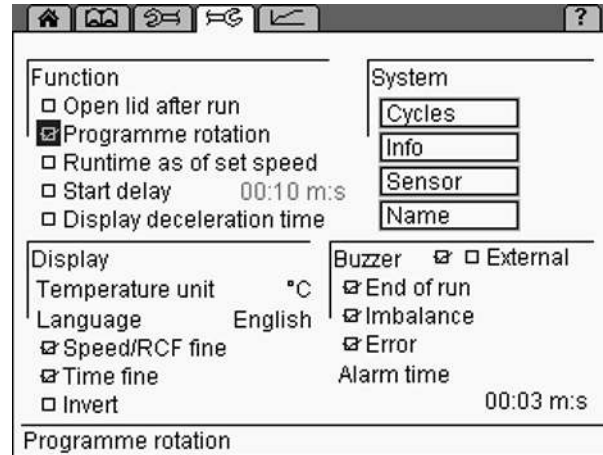 ?
Function
Open lid after run
Programme rotation
Runtime as of set speed
Start delay 00:10 m:s
Display deceleration time
System
Cycles
Info
Sensor
Name
Display
Temperature unit °C
Language English
Speed/RCF fine
Time fine
Invert
Buzzer External
End of run
Imbalance
Error
Alarm time
00:03 m:s
Programme rotation